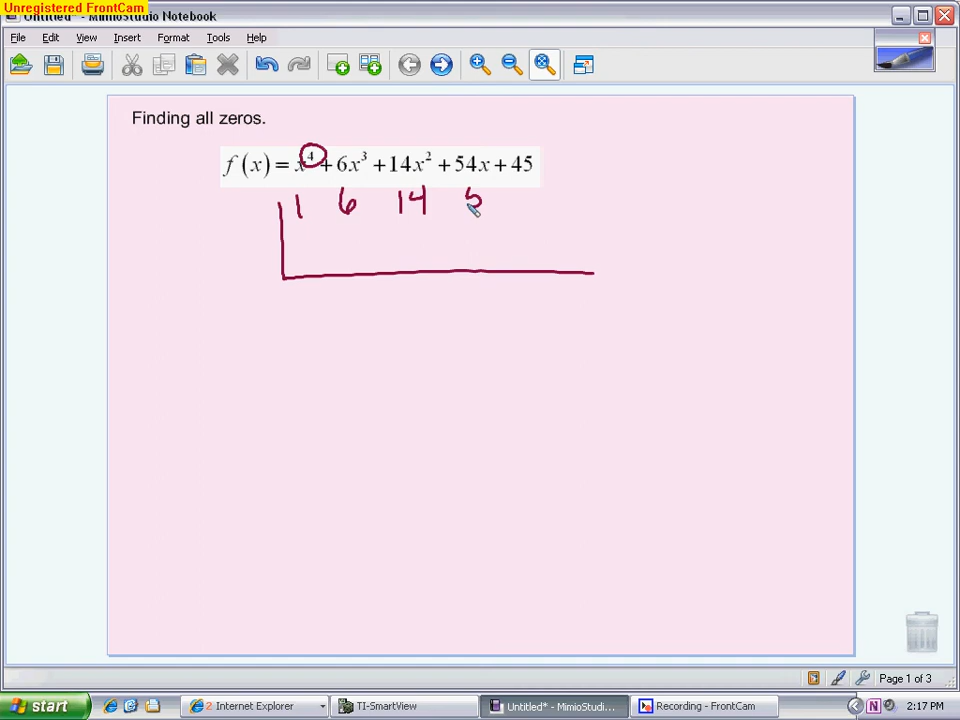 Unregistered FrontCam
Untitled* - MimioStudio Notebook
File Edit View Insert Format Tools Help
Finding all zeros.
f(x) = x⁴ + 6x³ + 14x² + 54x + 45
1 6 14 5
Page 1 of 3
start 2 Internet Explorer TI-SmartView Untitled* - MimioStudi... Recording - FrontCam N 2:17 PM